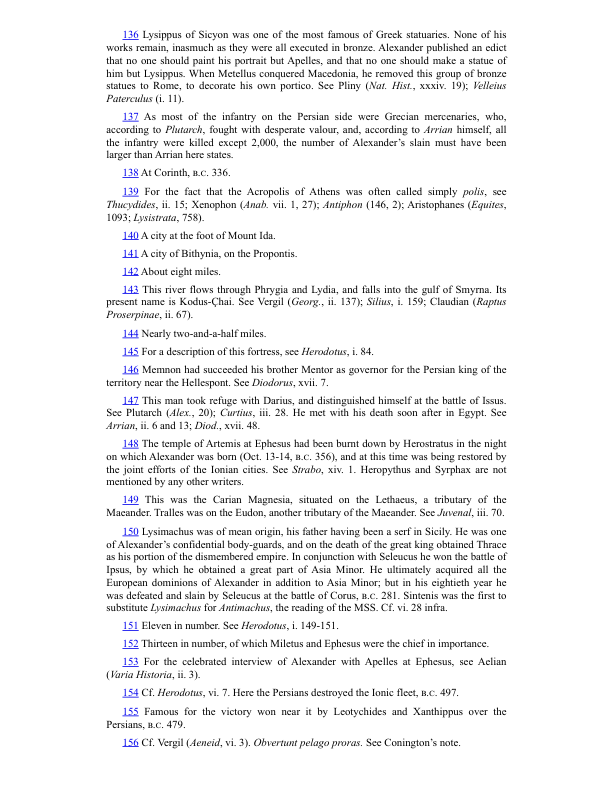 136 Lysippus of Sicyon was one of the most famous of Greek statuaries. None of his
works remain, inasmuch as they were all executed in bronze. Alexander published an edict
that no one should paint his portrait but Apelles, and that no one should make a statue of
him but Lysippus. When Metellus conquered Macedonia, he removed this group of bronze
statues to Rome, to decorate his own portico. See Pliny (Nat. Hist., xxxiv. 19); Velleius
Paterculus (i. 11).
137 As most of the infantry on the Persian side were Grecian mercenaries, who,
according to Plutarch, fought with desperate valour, and, according to Arrian himself, all
the infantry were killed except 2,000, the number of Alexander’s slain must have been
larger than Arrian here states.
138 At Corinth, B.C. 336.
139 For the fact that the Acropolis of Athens was often called simply polis, see
Thucydides, ii. 15; Xenophon (Anab. vii. 1, 27); Antiphon (146, 2); Aristophanes (Equites,
1093; Lysistrata, 758).
140 A city at the foot of Mount Ida.
141 A city of Bithynia, on the Propontis.
142 About eight miles.
143 This river flows through Phrygia and Lydia, and falls into the gulf of Smyrna. Its
present name is Kodus-Çhai. See Vergil (Georg., ii. 137); Silius, i. 159; Claudian (Raptus
Proserpinae, ii. 67).
144 Nearly two-and-a-half miles.
145 For a description of this fortress, see Herodotus, i. 84.
146 Memnon had succeeded his brother Mentor as governor for the Persian king of the
territory near the Hellespont. See Diodorus, xvii. 7.
147 This man took refuge with Darius, and distinguished himself at the battle of Issus.
See Plutarch (Alex., 20); Curtius, iii. 28. He met with his death soon after in Egypt. See
Arrian, ii. 6 and 13; Diod., xvii. 48.
148 The temple of Artemis at Ephesus had been burnt down by Herostratus in the night
on which Alexander was born (Oct. 13-14, B.C. 356), and at this time was being restored by
the joint efforts of the Ionian cities. See Strabo, xiv. 1. Heropythus and Syrphax are not
mentioned by any other writers.
149 This was the Carian Magnesia, situated on the Lethaeus, a tributary of the
Maeander. Tralles was on the Eudon, another tributary of the Maeander. See Juvenal, iii. 70.
150 Lysimachus was of mean origin, his father having been a serf in Sicily. He was one
of Alexander’s confidential body-guards, and on the death of the great king obtained Thrace
as his portion of the dismembered empire. In conjunction with Seleucus he won the battle of
Ipsus, by which he obtained a great part of Asia Minor. He ultimately acquired all the
European dominions of Alexander in addition to Asia Minor; but in his eightieth year he
was defeated and slain by Seleucus at the battle of Corus, B.C. 281. Sintenis was the first to
substitute Lysimachus for Antimachus, the reading of the MSS. Cf. vi. 28 infra.
151 Eleven in number. See Herodotus, i. 149-151.
152 Thirteen in number, of which Miletus and Ephesus were the chief in importance.
153 For the celebrated interview of Alexander with Apelles at Ephesus, see Aelian
(Varia Historia, ii. 3).
154 Cf. Herodotus, vi. 7. Here the Persians destroyed the Ionic fleet, B.C. 497.
155 Famous for the victory won near it by Leotychides and Xanthippus over the
Persians, B.C. 479.
156 Cf. Vergil (Aeneid, vi. 3). Obvertunt pelago proras. See Conington’s note.